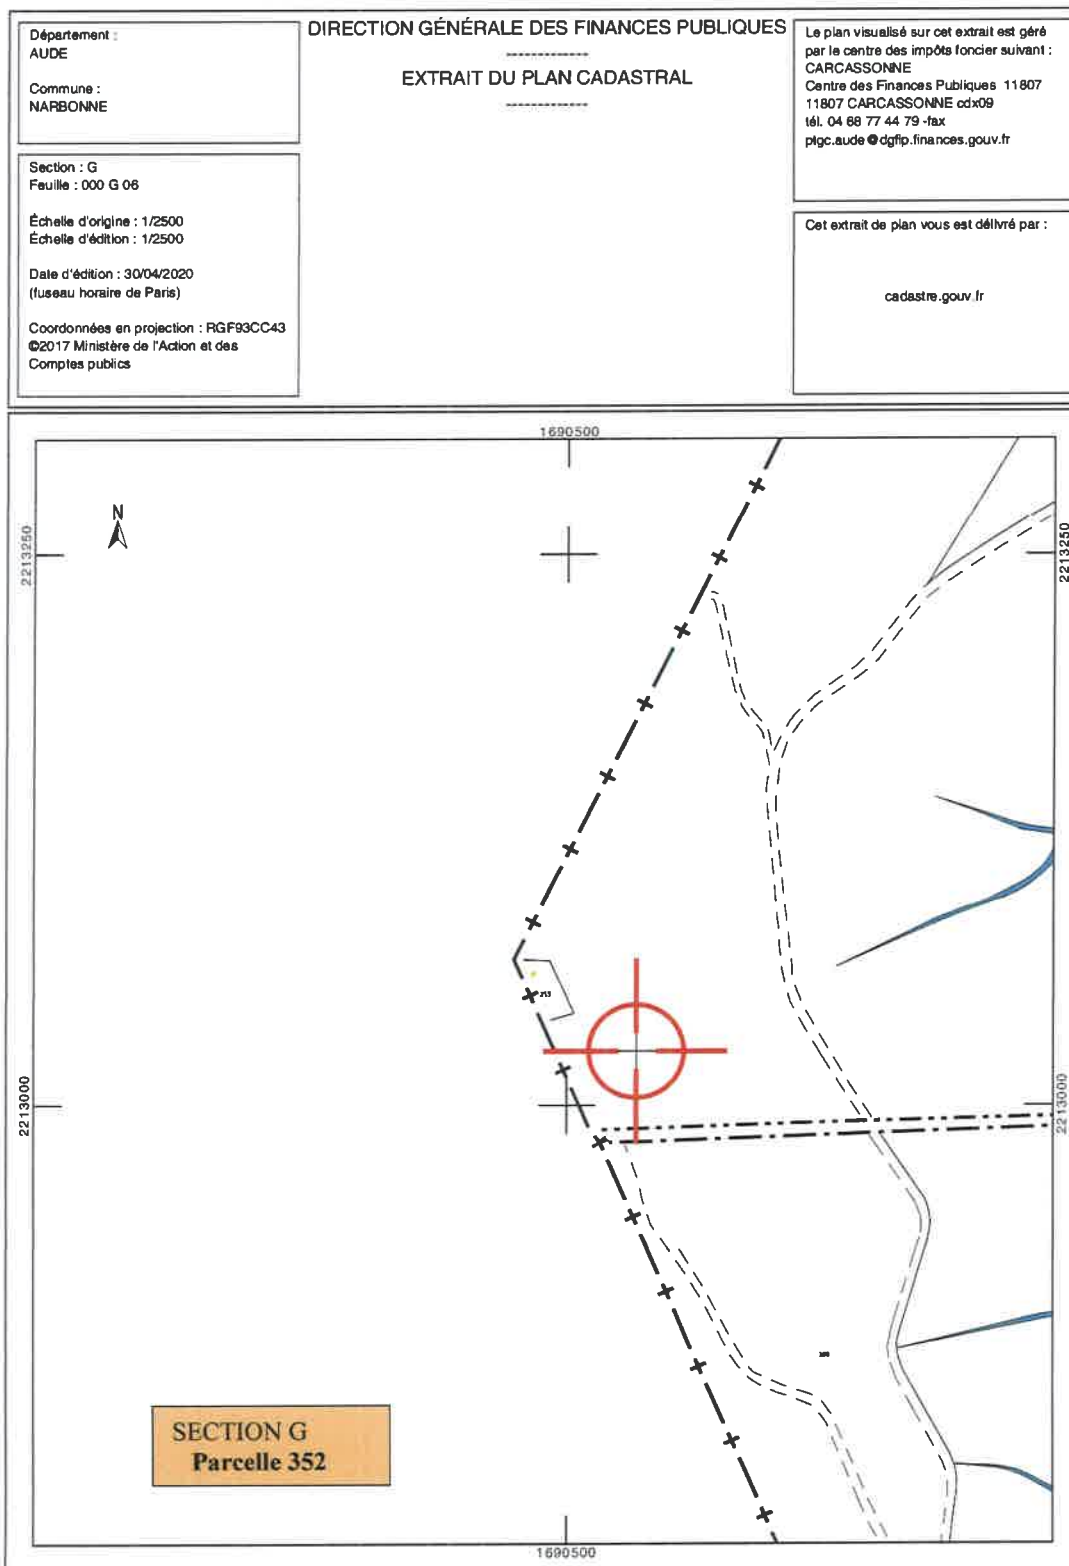 Département :
AUDE
Commune :
NARBONNE
Section : G
Feuille : 000 G 06
Échelle d'origine : 1/2500
Échelle d'édition : 1/2500
Date d'édition : 30/04/2020
(fuseau horaire de Paris)
Coordonnées en projection : RGF93CC43
©2017 Ministère de l'Action et des
Comptes publics
DIRECTION GÉNÉRALE DES FINANCES PUBLIQUES
EXTRAIT DU PLAN CADASTRAL
Le plan visualisé sur cet extrait est géré
par le centre des impôts foncier suivant :
CARCASSONNE
Centre des Finances Publiques 11807
11807 CARCASSONNE cdx09
tél. 04 68 77 44 79 -fax
ptgc.aude@dgfip.finances.gouv.fr
Cet extrait de plan vous est délivré par :
cadastre.gouv.fr
1690500
N
2213250
2213250
2213000
2213000
SECTION G
Parcelle 352
1690500